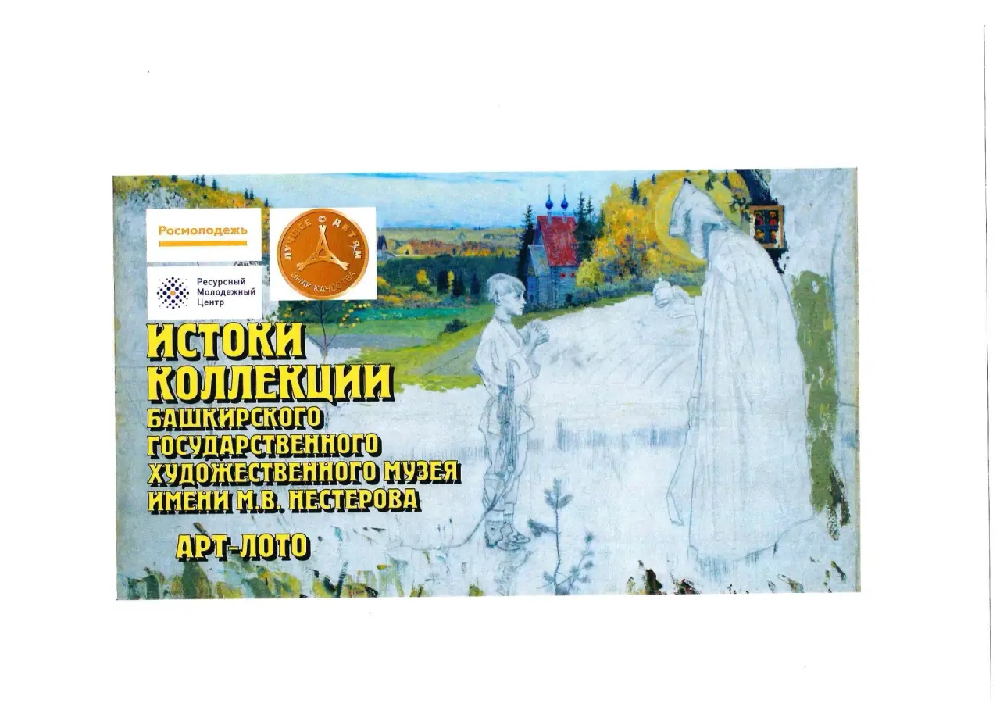 Росмолодежь
ЛУЧШЕЕ ДЕТЯМ
ЗНАК КАЧЕСТВА
Ресурсный
Молодежный
Центр
ИСТОКИ
КОЛЛЕКЦИИ
БАШКИРСКОГО
ГОСУДАРСТВЕННОГО
ХУДОЖЕСТВЕННОГО МУЗЕЯ
ИМЕНИ М.В. НЕСТЕРОВА
АРТ-ЛОТО